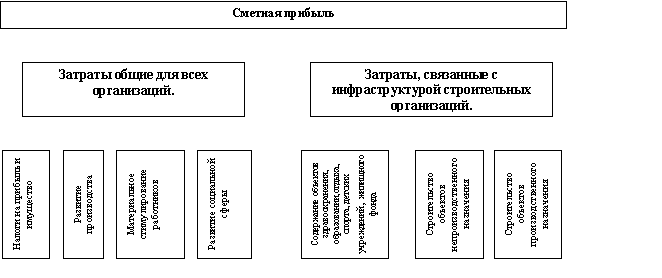 Сметная прибыль
Затраты общие для всех
организаций.
Затраты, связанные с
инфраструктурой строительных
организаций.
Налоги на прибыль и
имущество
Развитие
производства
Материальное
стимулирование
работников
Развитие социальной
сферы
Содержание объектов
здравоохранения,
образования, отдыха,
спорта, детских
учреждений, жилищного
фонда
Строительство
объектов
непроизводственного
назначения
Строительство
объектов
производственного
назначения